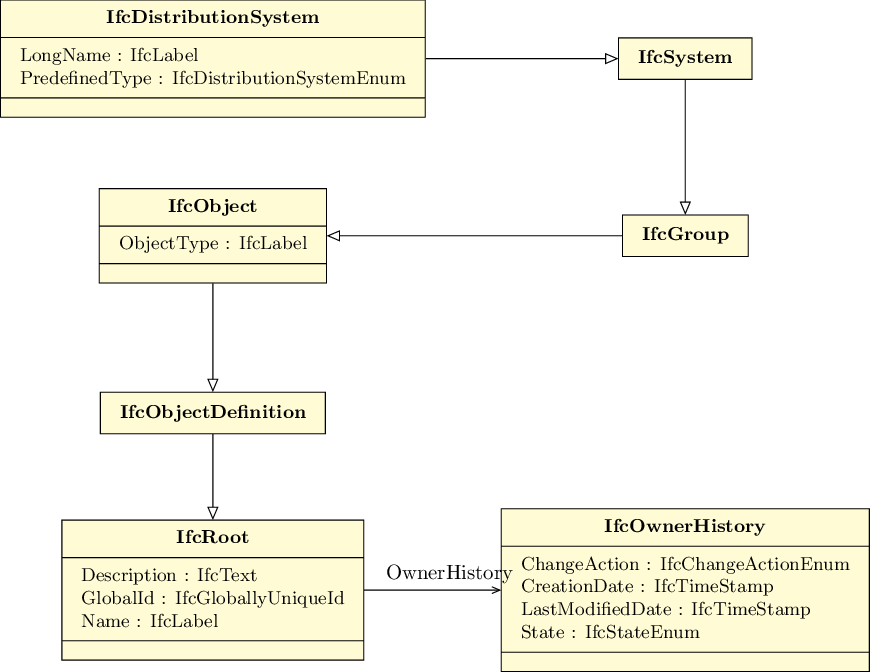 IfcDistributionSystem
LongName : IfcLabel
PredefinedType : IfcDistributionSystemEnum
IfcSystem
IfcObject
ObjectType : IfcLabel
IfcGroup
IfcObjectDefinition
IfcRoot
Description : IfcText
GlobalId : IfcGloballyUniqueId
Name : IfcLabel
OwnerHistory
IfcOwnerHistory
ChangeAction : IfcChangeActionEnum
CreationDate : IfcTimeStamp
LastModifiedDate : IfcTimeStamp
State : IfcStateEnum